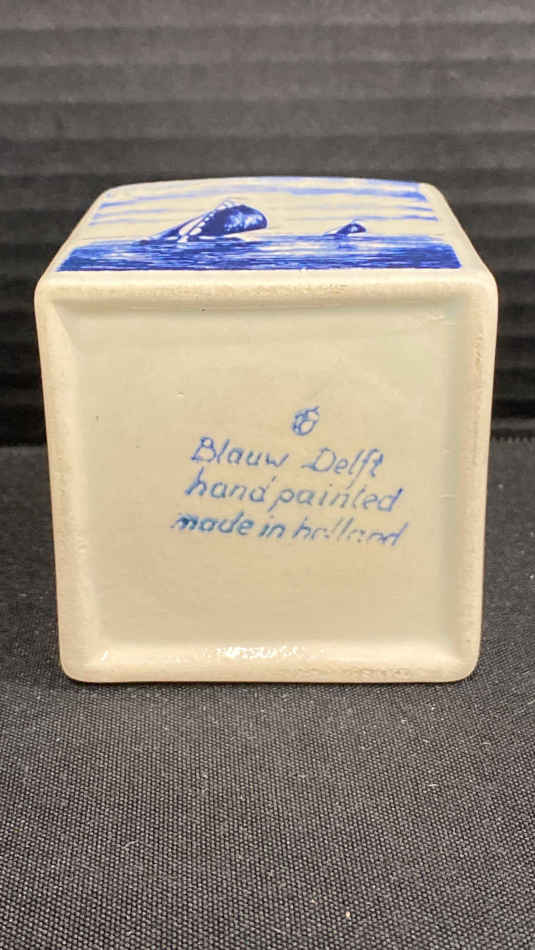 Blauw Delft
hand painted
made in holland